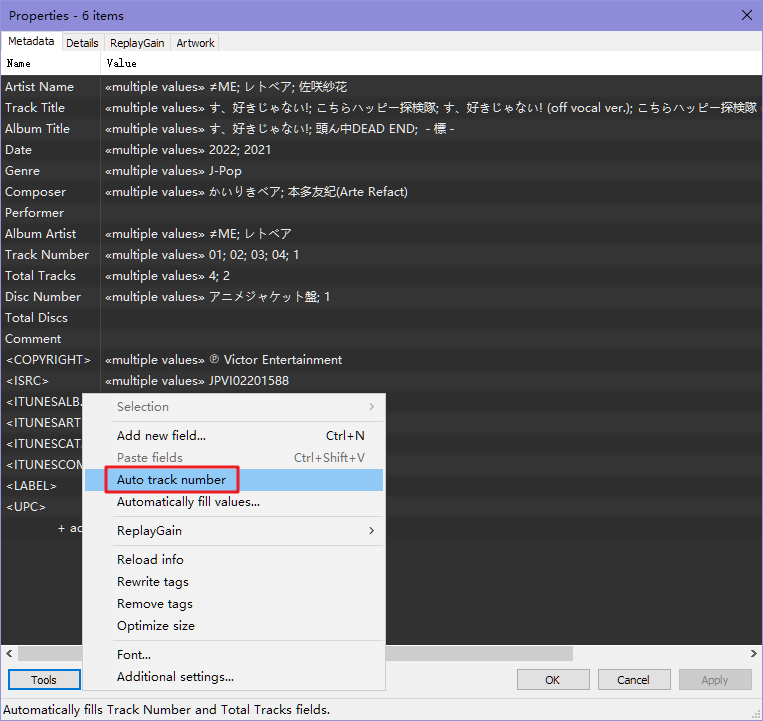 Properties - 6 items
Metadata Details ReplayGain Artwork
Name Value
Artist Name «multiple values» ≠ME; レトベア; 佐咲紗花
Track Title «multiple values» す、好きじゃない!; こちらハッピー探検隊; す、好きじゃない! (off vocal ver.); こちらハッピー探検隊
Album Title «multiple values» す、好きじゃない!; 頭ん中DEAD END; －標－
Date «multiple values» 2022; 2021
Genre «multiple values» J-Pop
Composer «multiple values» かいりきベア; 本多友紀(Arte Refact)
Performer
Album Artist «multiple values» ≠ME; レトベア
Track Number «multiple values» 01; 02; 03; 04; 1
Total Tracks «multiple values» 4; 2
Disc Number «multiple values» アニメジャケット盤; 1
Total Discs
Comment
<COPYRIGHT> «multiple values» ℗ Victor Entertainment
<ISRC> «multiple values» JPVI02201588
<ITUNESALB
<ITUNESART
<ITUNESCAT
<ITUNESCOM
<LABEL>
<UPC>
+ ac
Selection
Add new field... Ctrl+N
Paste fields Ctrl+Shift+V
Auto track number
Automatically fill values...
ReplayGain
Reload info
Rewrite tags
Remove tags
Optimize size
Font...
Additional settings...
Tools OK Cancel Apply
Automatically fills Track Number and Total Tracks fields.